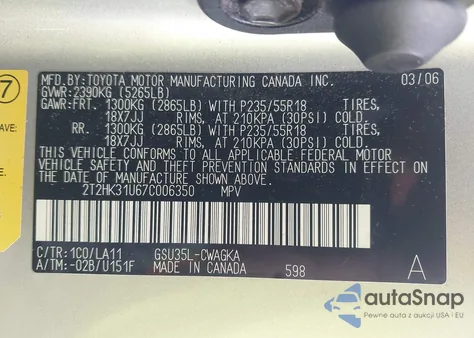 MFD.BY:TOYOTA MOTOR MANUFACTURING CANADA INC. 03/06
GVWR:2390KG (5265LB)
GAWR:FRT. 1300KG (2865LB) WITH P235/55R18 TIRES,
18X7JJ RIMS, AT 210KPA (30PSI) COLD.
RR. 1300KG (2865LB) WITH P235/55R18 TIRES,
18X7JJ RIMS, AT 210KPA (30PSI) COLD.
THIS VEHICLE CONFORMS TO ALL APPLICABLE FEDERAL MOTOR
VEHICLE SAFETY AND THEFT PREVENTION STANDARDS IN EFFECT
ON THE DATE OF MANUFACTURE SHOWN ABOVE.
2T2HK31U67C006350 MPV
C/TR:1C0/LA11 GSU35L-CWAGKA
A/TM:-02B/U151F MADE IN CANADA 598 A
7
AVE:
autoSnap
Pewne auta z aukcji USA i EU